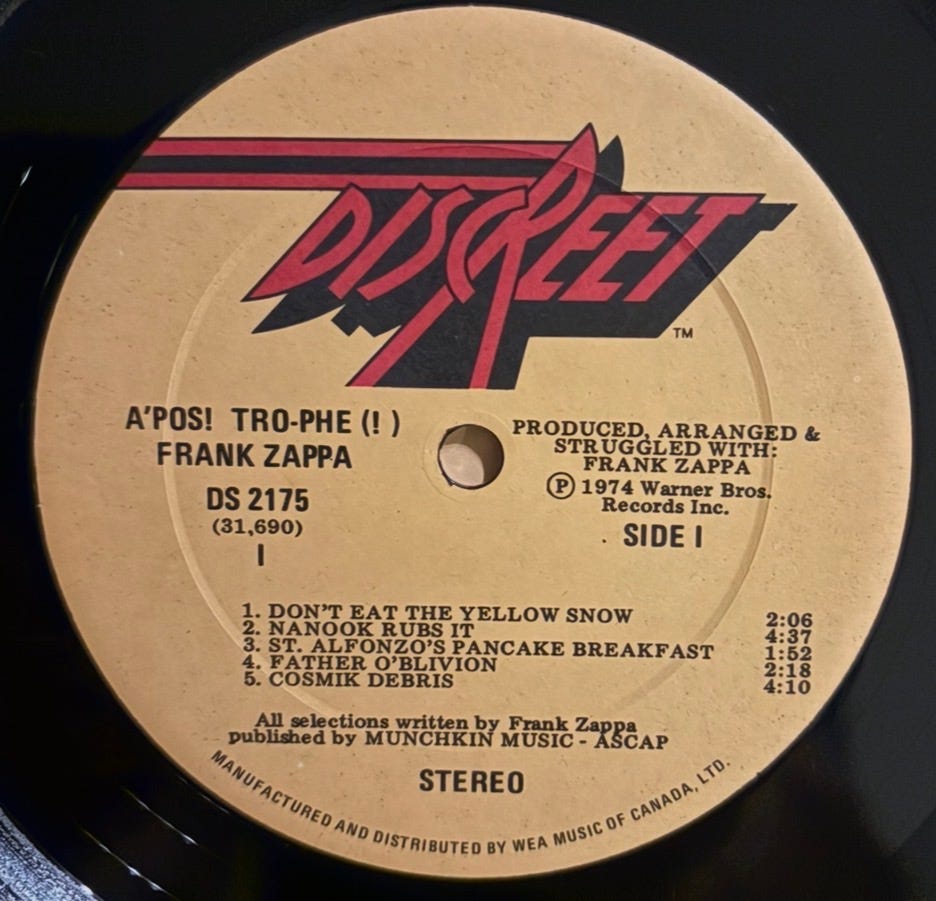 DISCREET
TM
A'POS! TRO-PHE (! )
FRANK ZAPPA
DS 2175
(31,690)
I
PRODUCED, ARRANGED &
STRUGGLED WITH:
FRANK ZAPPA
Ⓟ 1974 Warner Bros.
Records Inc.
SIDE I
1. DON'T EAT THE YELLOW SNOW 2:06
2. NANOOK RUBS IT 4:37
3. ST. ALFONZO'S PANCAKE BREAKFAST 1:52
4. FATHER O'BLIVION 2:18
5. COSMIK DEBRIS 4:10
All selections written by Frank Zappa
published by MUNCHKIN MUSIC - ASCAP
STEREO
MANUFACTURED AND DISTRIBUTED BY WEA MUSIC OF CANADA, LTD.